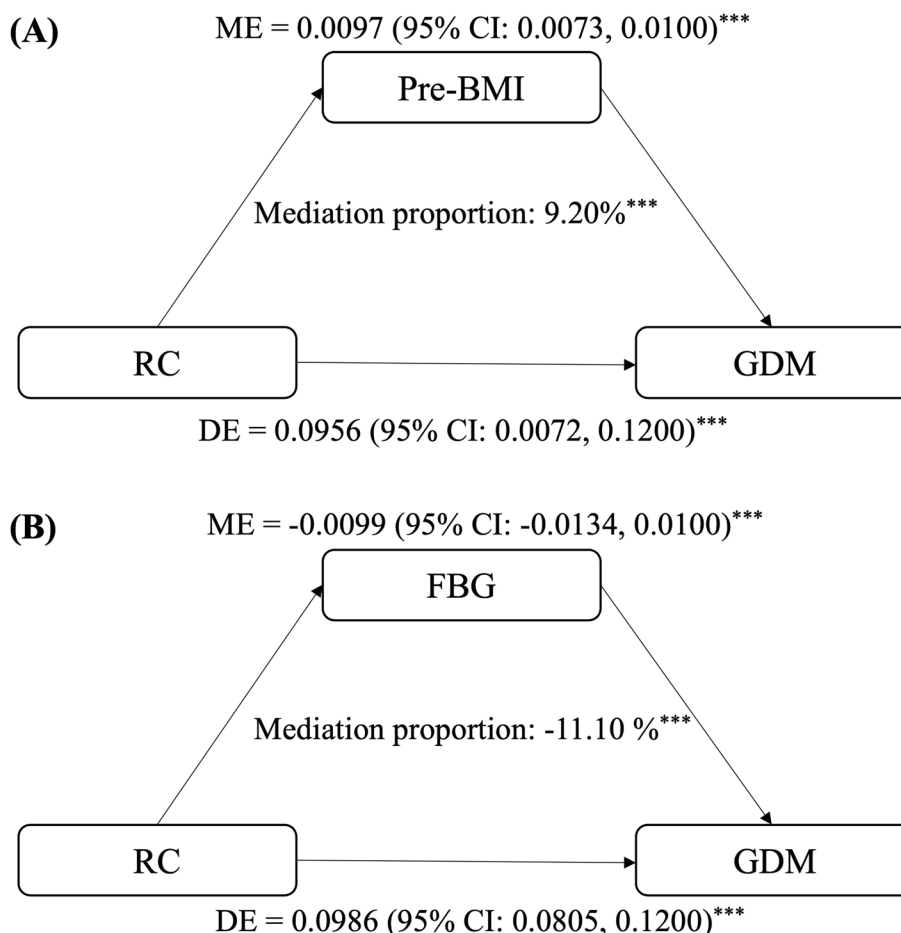 (A)
ME = 0.0097 (95% CI: 0.0073, 0.0100)***
Pre-BMI
Mediation proportion: 9.20%***
RC
GDM
DE = 0.0956 (95% CI: 0.0072, 0.1200)***
(B)
ME = -0.0099 (95% CI: -0.0134, 0.0100)***
FBG
Mediation proportion: -11.10 %***
RC
GDM
DE = 0.0986 (95% CI: 0.0805, 0.1200)***